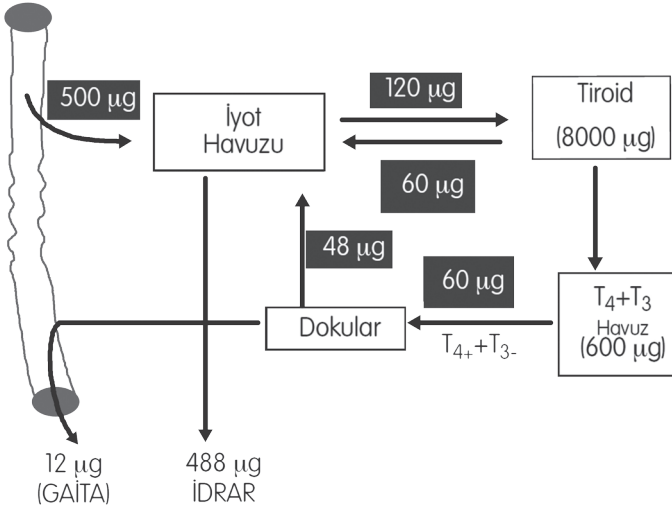 500 µg
İyot
Havuzu
120 µg
60 µg
Tiroid
(8000 µg)
48 µg
60 µg
T₄+T₃
Havuz
(600 µg)
Dokular
T₄₊+T₃₋
12 µg
(GAİTA)
488 µg
İDRAR